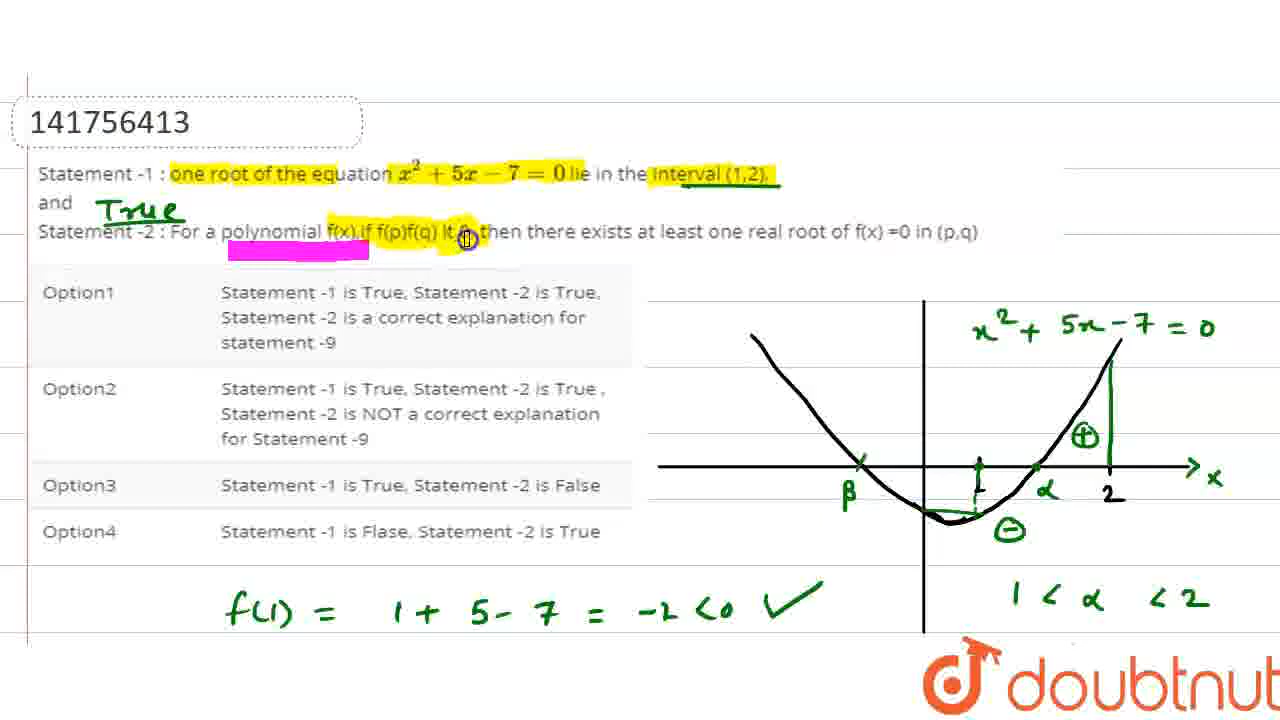 141756413
Statement -1 : one root of the equation x² + 5x − 7 = 0 lie in the interval (1,2).
and
True
Statement -2 : For a polynomial f(x),if f(p)f(q) lt 0, then there exists at least one real root of f(x) =0 in (p,q)
Option1 Statement -1 is True, Statement -2 is True,
Statement -2 is a correct explanation for
statement -9
Option2 Statement -1 is True, Statement -2 is True ,
Statement -2 is NOT a correct explanation
for Statement -9
Option3 Statement -1 is True, Statement -2 is False
Option4 Statement -1 is Flase, Statement -2 is True
x² + 5x − 7 = 0
+
β 1 α 2 x
−
f(1) = 1 + 5 − 7 = −2 < 0 ✓
1 < α < 2
doubtnut